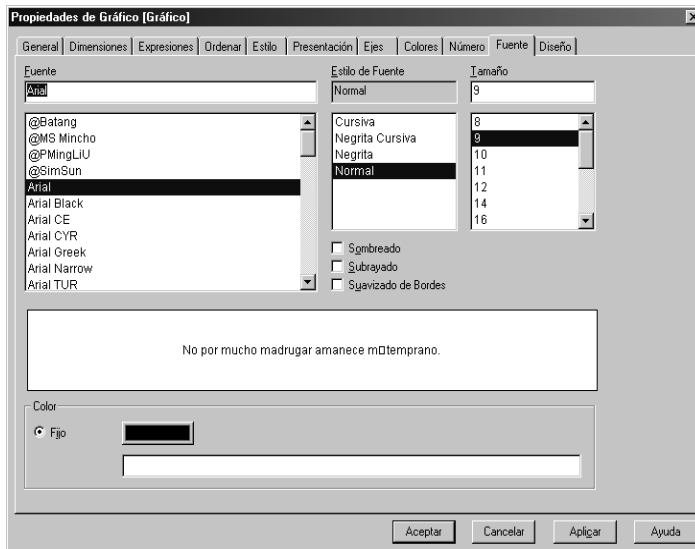 Propiedades de Gráfico [Gráfico]
General Dimensiones Expresiones Ordenar Estilo Presentación Ejes Colores Número Fuente Diseño
Fuente Estilo de Fuente Tamaño
Arial Normal 9
@Batang
@MS Mincho
@PMingLiU
@SimSun
Arial
Arial Black
Arial CE
Arial CYR
Arial Greek
Arial Narrow
Arial TUR
Cursiva
Negrita Cursiva
Negrita
Normal
8
9
10
11
12
14
16
Sombreado
Subrayado
Suavizado de Bordes
No por mucho madrugar amanece m□temprano.
Color
Fijo
Aceptar Cancelar Aplicar Ayuda